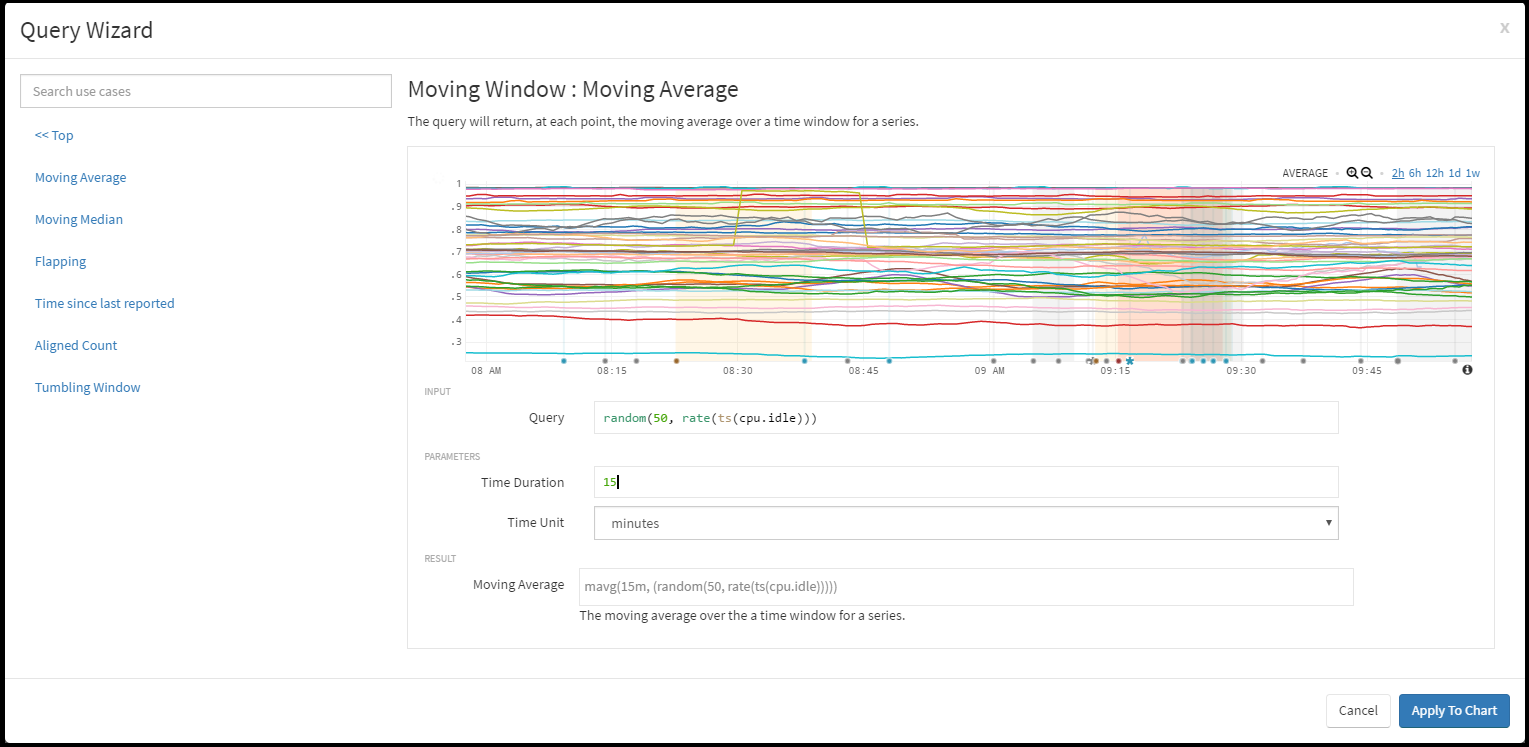 Query Wizard
x
Search use cases
<< Top
Moving Average
Moving Median
Flapping
Time since last reported
Aligned Count
Tumbling Window
Moving Window : Moving Average
The query will return, at each point, the moving average over a time window for a series.
AVERAGE 2h 6h 12h 1d 1w
1
.9
.8
.7
.6
.5
.4
.3
08 AM 08:15 08:30 08:45 09 AM 09:15 09:30 09:45
INPUT
Query random(50, rate(ts(cpu.idle)))
PARAMETERS
Time Duration 15
Time Unit minutes
RESULT
Moving Average mavg(15m, (random(50, rate(ts(cpu.idle)))))
The moving average over the a time window for a series.
Cancel Apply To Chart